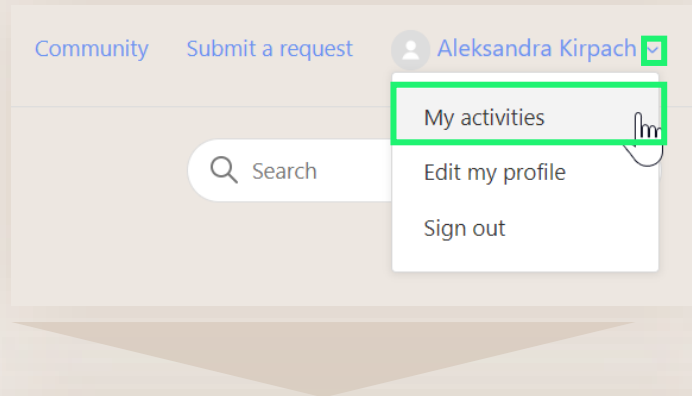 Community Submit a request Aleksandra Kirpach
My activities
Search
Edit my profile
Sign out